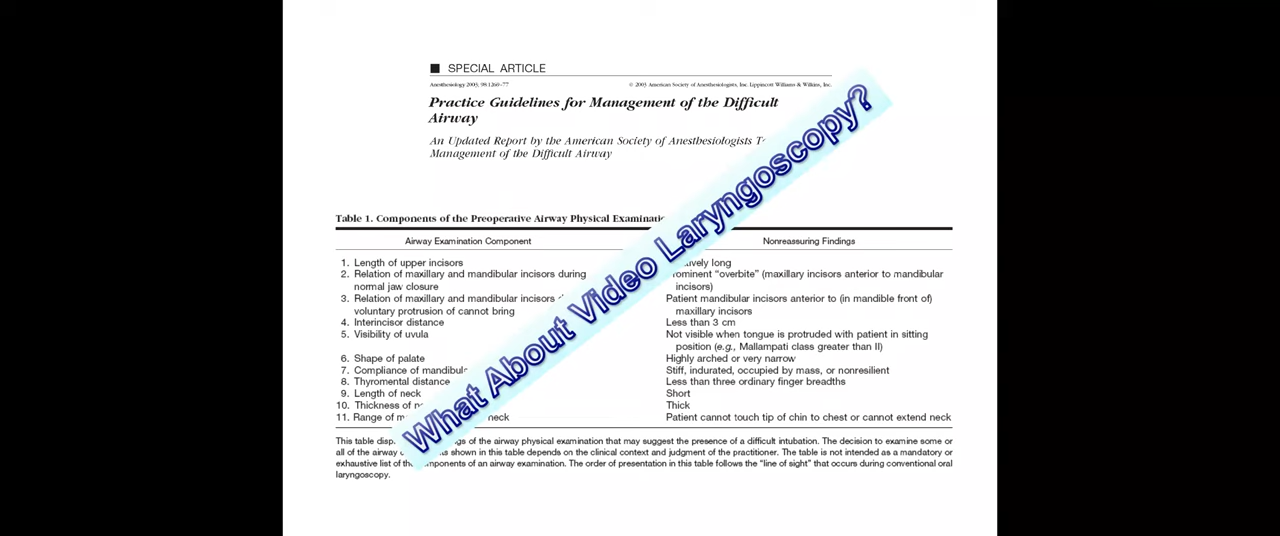 ■ SPECIAL ARTICLE
Anesthesiology 2003; 98:1269–77 © 2003 American Society of Anesthesiologists, Inc. Lippincott Williams & Wilkins, Inc.
Practice Guidelines for Management of the Difficult
Airway
An Updated Report by the American Society of Anesthesiologists
Management of the Difficult Airway
What About Video Laryngoscopy?
Table 1. Components of the Preoperative Airway Physical
Airway Examination Component Nonreassuring Findings
1. Length of upper incisors long
2. Relation of maxillary and mandibular incisors during “overbite” (maxillary incisors anterior to mandibular
normal jaw closure incisors)
3. Relation of maxillary and mandibular incisors Patient mandibular incisors anterior to (in mandible front of)
voluntary protrusion of cannot bring maxillary incisors
4. Interincisor distance Less than 3 cm
5. Visibility of uvula Not visible when tongue is protruded with patient in sitting
position (e.g., Mallampati class greater than II)
6. Shape of palate Highly arched or very narrow
7. Compliance of Stiff, indurated, occupied by mass, or nonresilient
8. Thyromental distance Less than three ordinary finger breadths
9. Length of neck Short
10. Thickness of Thick
11. Range of neck Patient cannot touch tip of chin to chest or cannot extend neck
This table of the airway physical examination that may suggest the presence of a difficult intubation. The decision to examine some or
all of the airway shown in this table depends on the clinical context and judgment of the practitioner. The table is not intended as a mandatory or
exhaustive list of the components of an airway examination. The order of presentation in this table follows the “line of sight” that occurs during conventional oral
laryngoscopy.